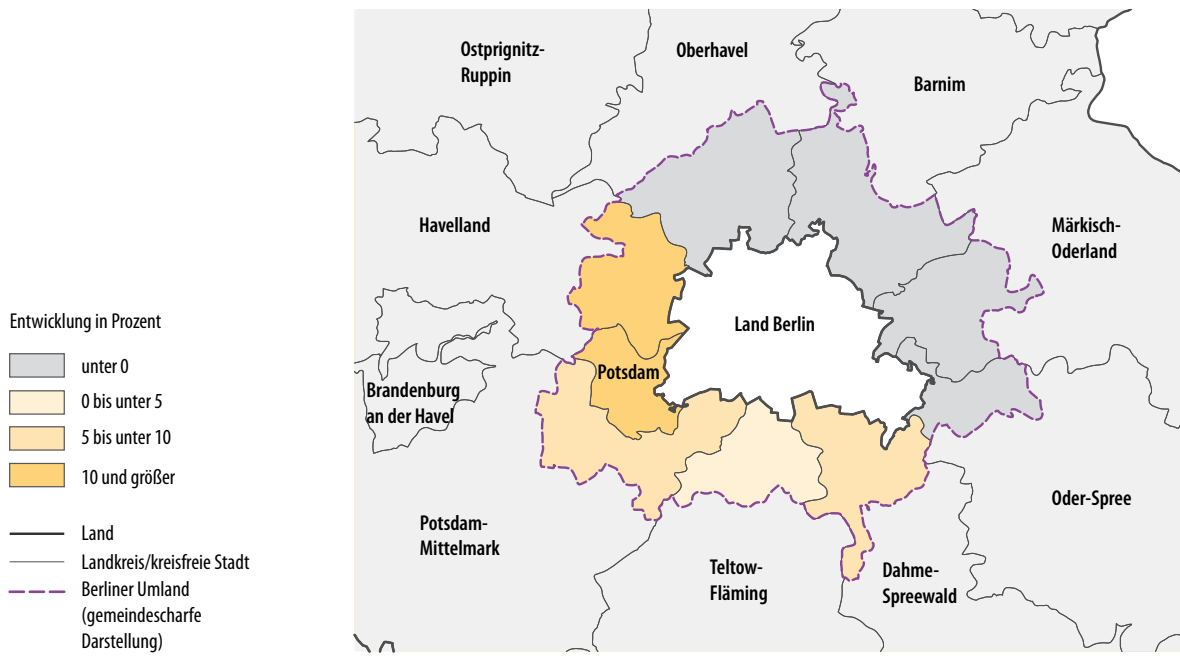 Entwicklung in Prozent
unter 0
0 bis unter 5
5 bis unter 10
10 und größer
Land
Landkreis/kreisfreie Stadt
Berliner Umland
(gemeindescharfe
Darstellung)
Ostprignitz-
Ruppin
Oberhavel
Barnim
Havelland
Märkisch-
Oderland
Land Berlin
Potsdam
Brandenburg
an der Havel
Potsdam-
Mittelmark
Teltow-
Fläming
Dahme-
Spreewald
Oder-Spree